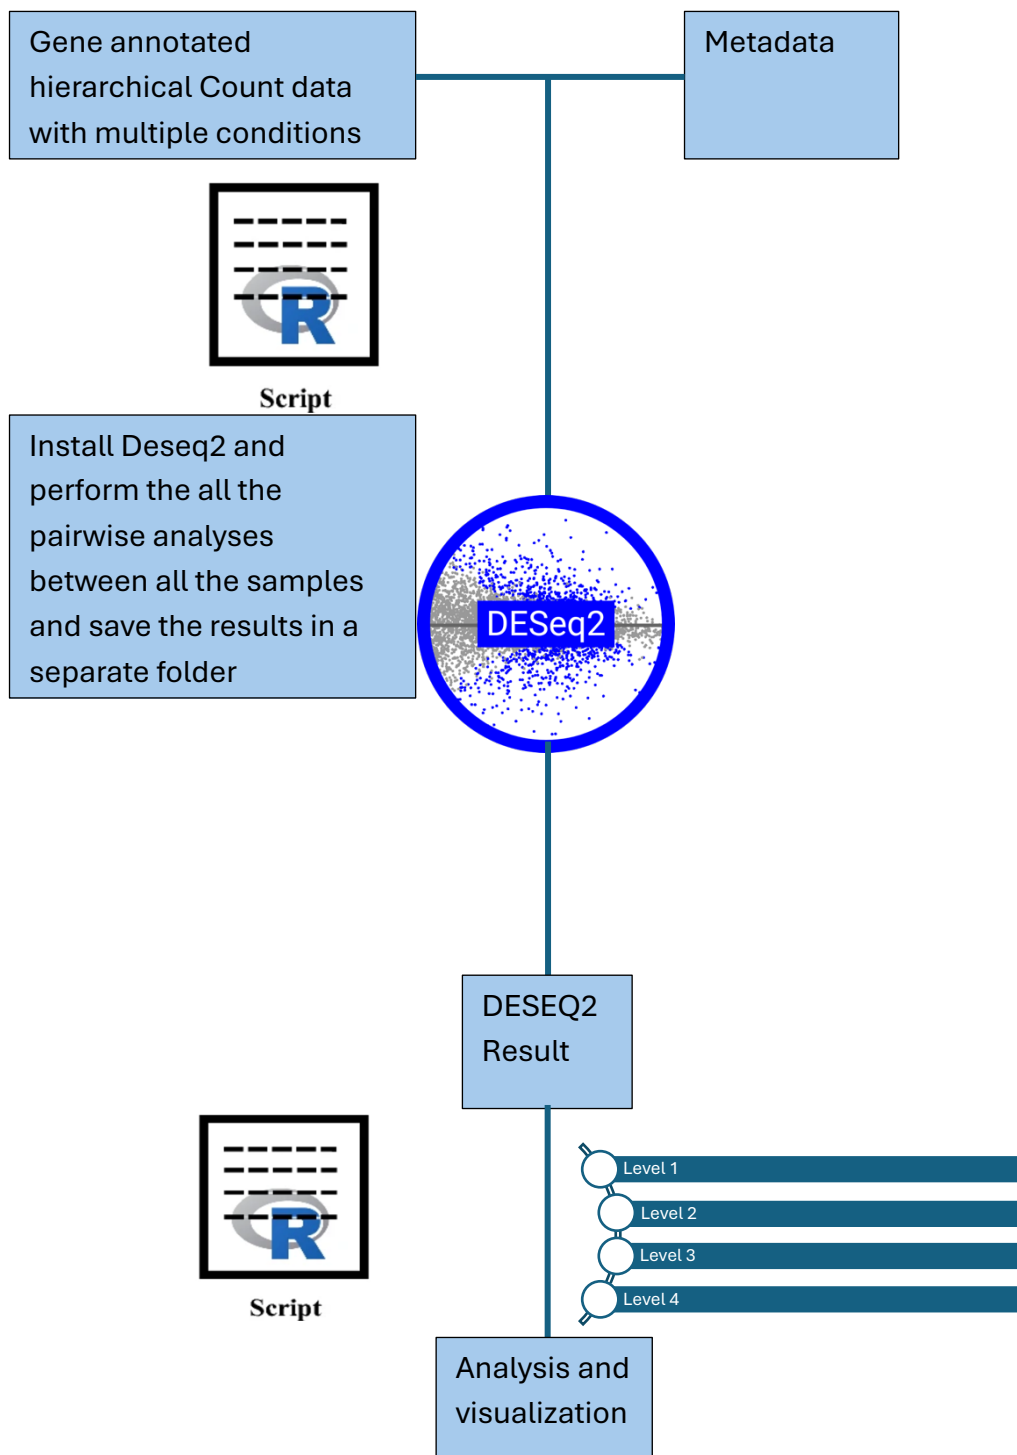 Gene annotated
hierarchical Count data
with multiple conditions
Metadata
R
Script
Install Deseq2 and
perform the all the
pairwise analyses
between all the samples
and save the results in a
separate folder
DESeq2
DESEQ2
Result
R
Script
Level 1
Level 2
Level 3
Level 4
Analysis and
visualization